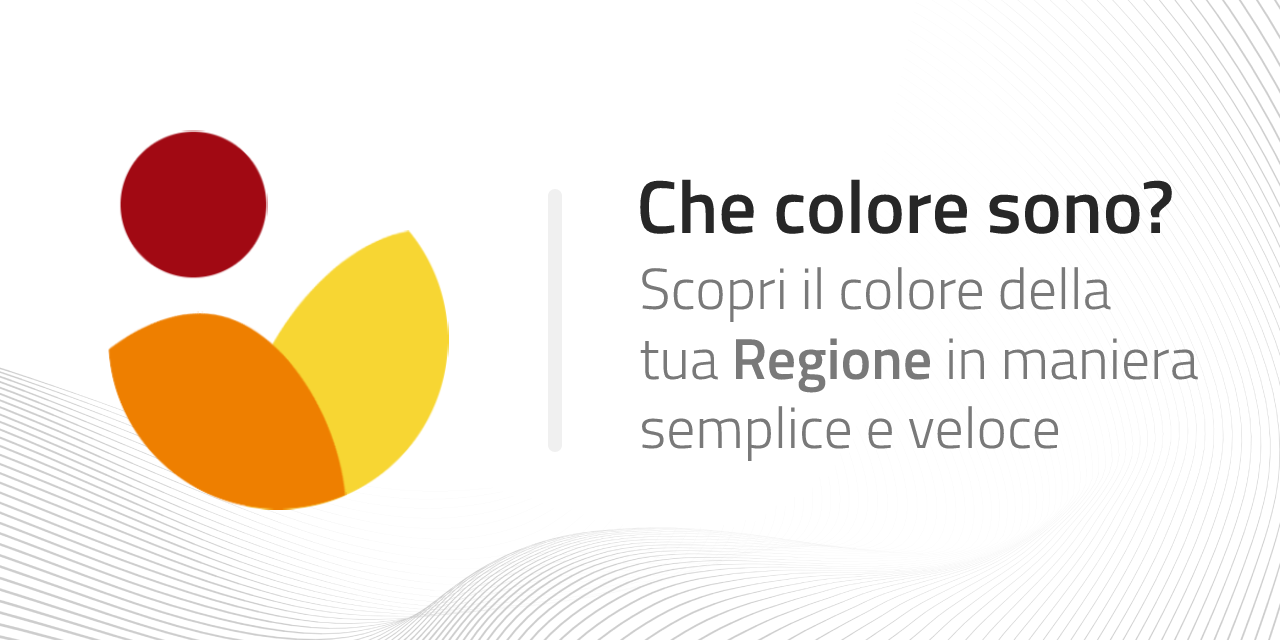 Che colore sono?
Scopri il colore della
tua Regione in maniera
semplice e veloce